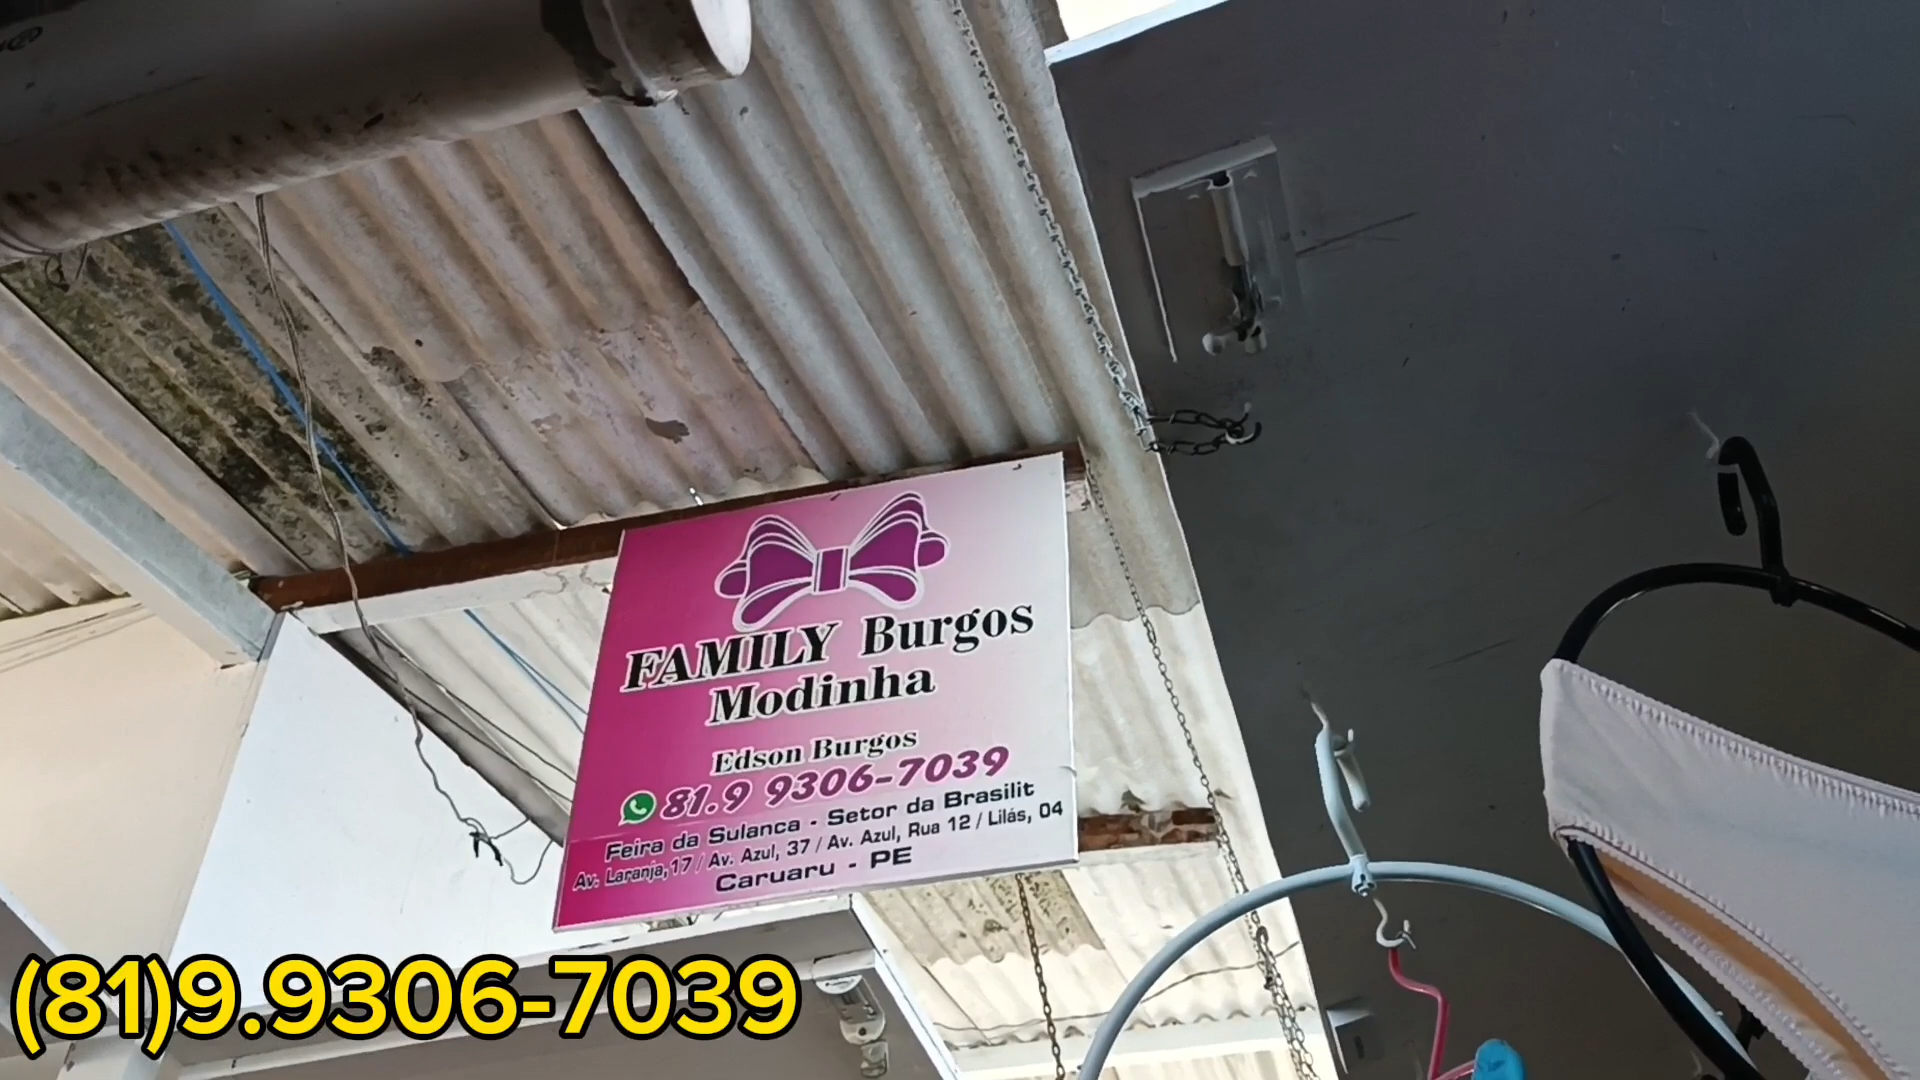 FAMILY Burgos
Modinha
Edson Burgos
81.9 9306-7039
Feira da Sulanca - Setor da Brasilit
Av. Laranja, 17 / Av. Azul, 37 / Av. Azul, Rua 12 / Lilás, 04
Caruaru - PE
(81)9.9306-7039